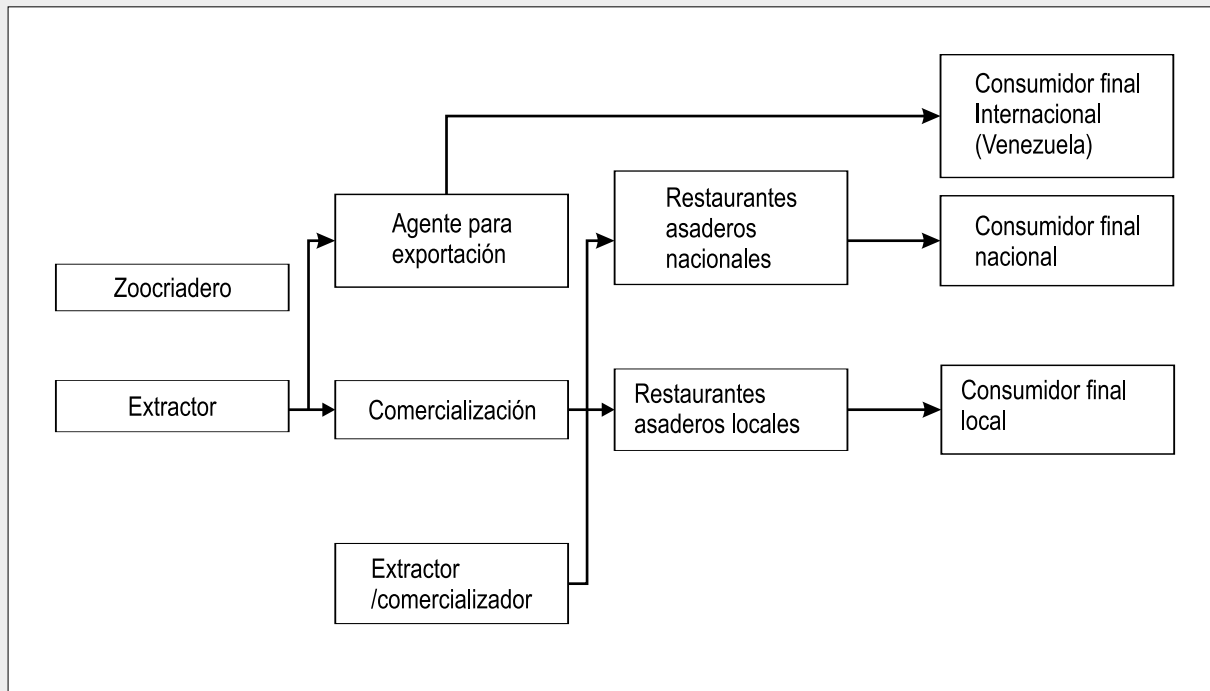 Consumidor final
Internacional
(Venezuela)
Agente para
exportación
Restaurantes
asaderos
nacionales
Consumidor final
nacional
Zoocriadero
Extractor
Comercialización
Restaurantes
asaderos locales
Consumidor final
local
Extractor
/comercializador